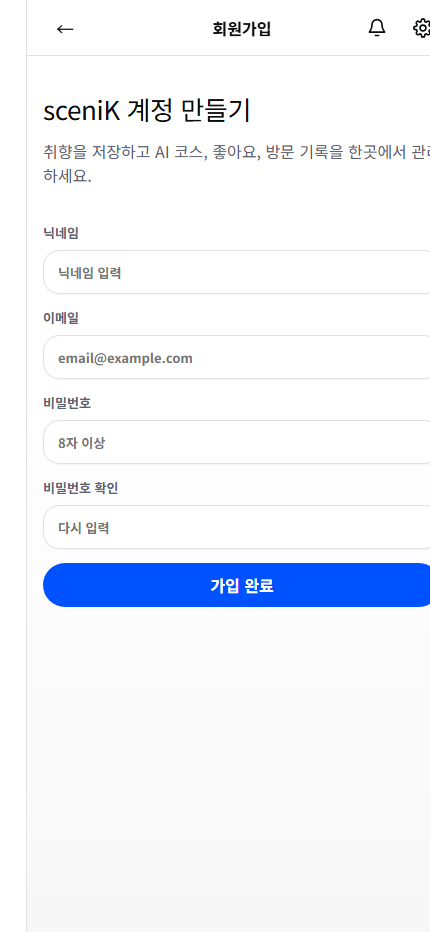 회원가입
sceniK 계정 만들기
취향을 저장하고 AI 코스, 좋아요, 방문 기록을 한곳에서
하세요.
닉네임
닉네임 입력
이메일
email@example.com
비밀번호
8자 이상
비밀번호 확인
다시 입력
가입 완료